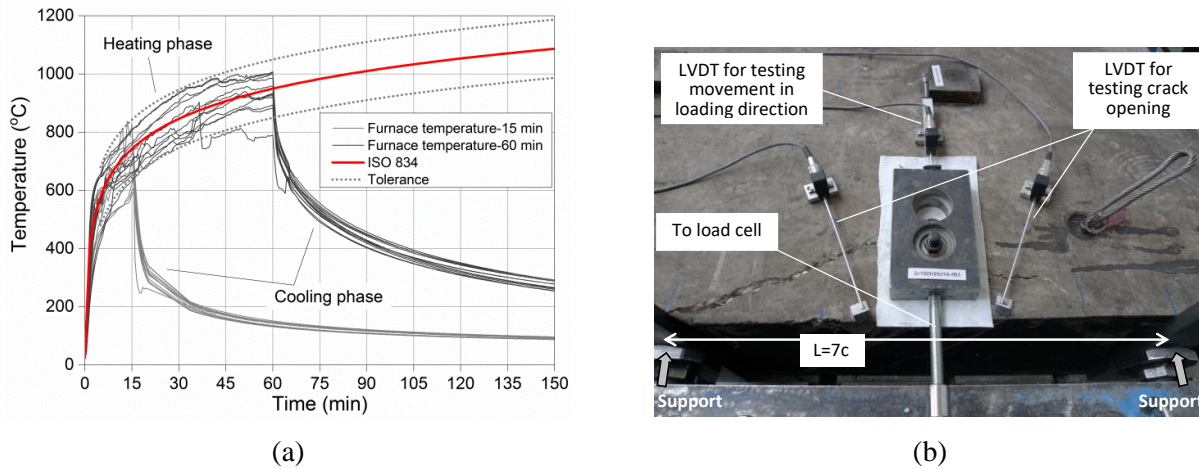 1200
1000
800
600
400
200
0
Temperature (°C)
Heating phase
Furnace temperature-15 min
Furnace temperature-60 min
ISO 834
Tolerance
Cooling phase
0 15 30 45 60 75 90 105 120 135 150
Time (min)
(a)
LVDT for testing
movement in
loading direction
LVDT for
testing crack
opening
To load cell
L=7c
Support
Support
(b)